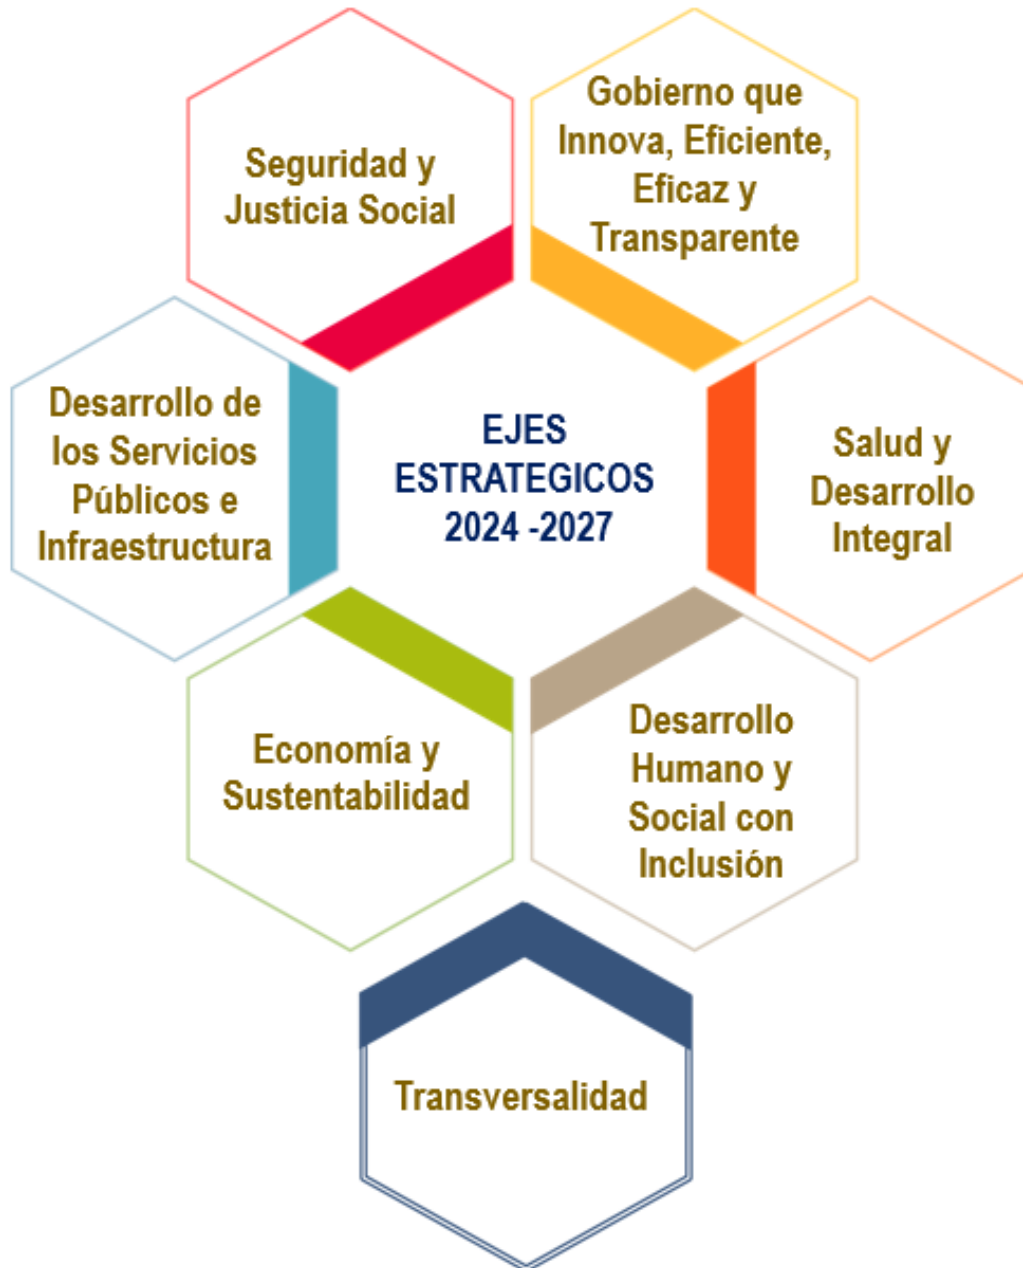 Seguridad y
Justicia Social
Gobierno que
Innova, Eficiente,
Eficaz y
Transparente
Desarrollo de
los Servicios
Públicos e
Infraestructura
EJES
ESTRATEGICOS
2024 -2027
Salud y
Desarrollo
Integral
Economía y
Sustentabilidad
Desarrollo
Humano y
Social con
Inclusión
Transversalidad